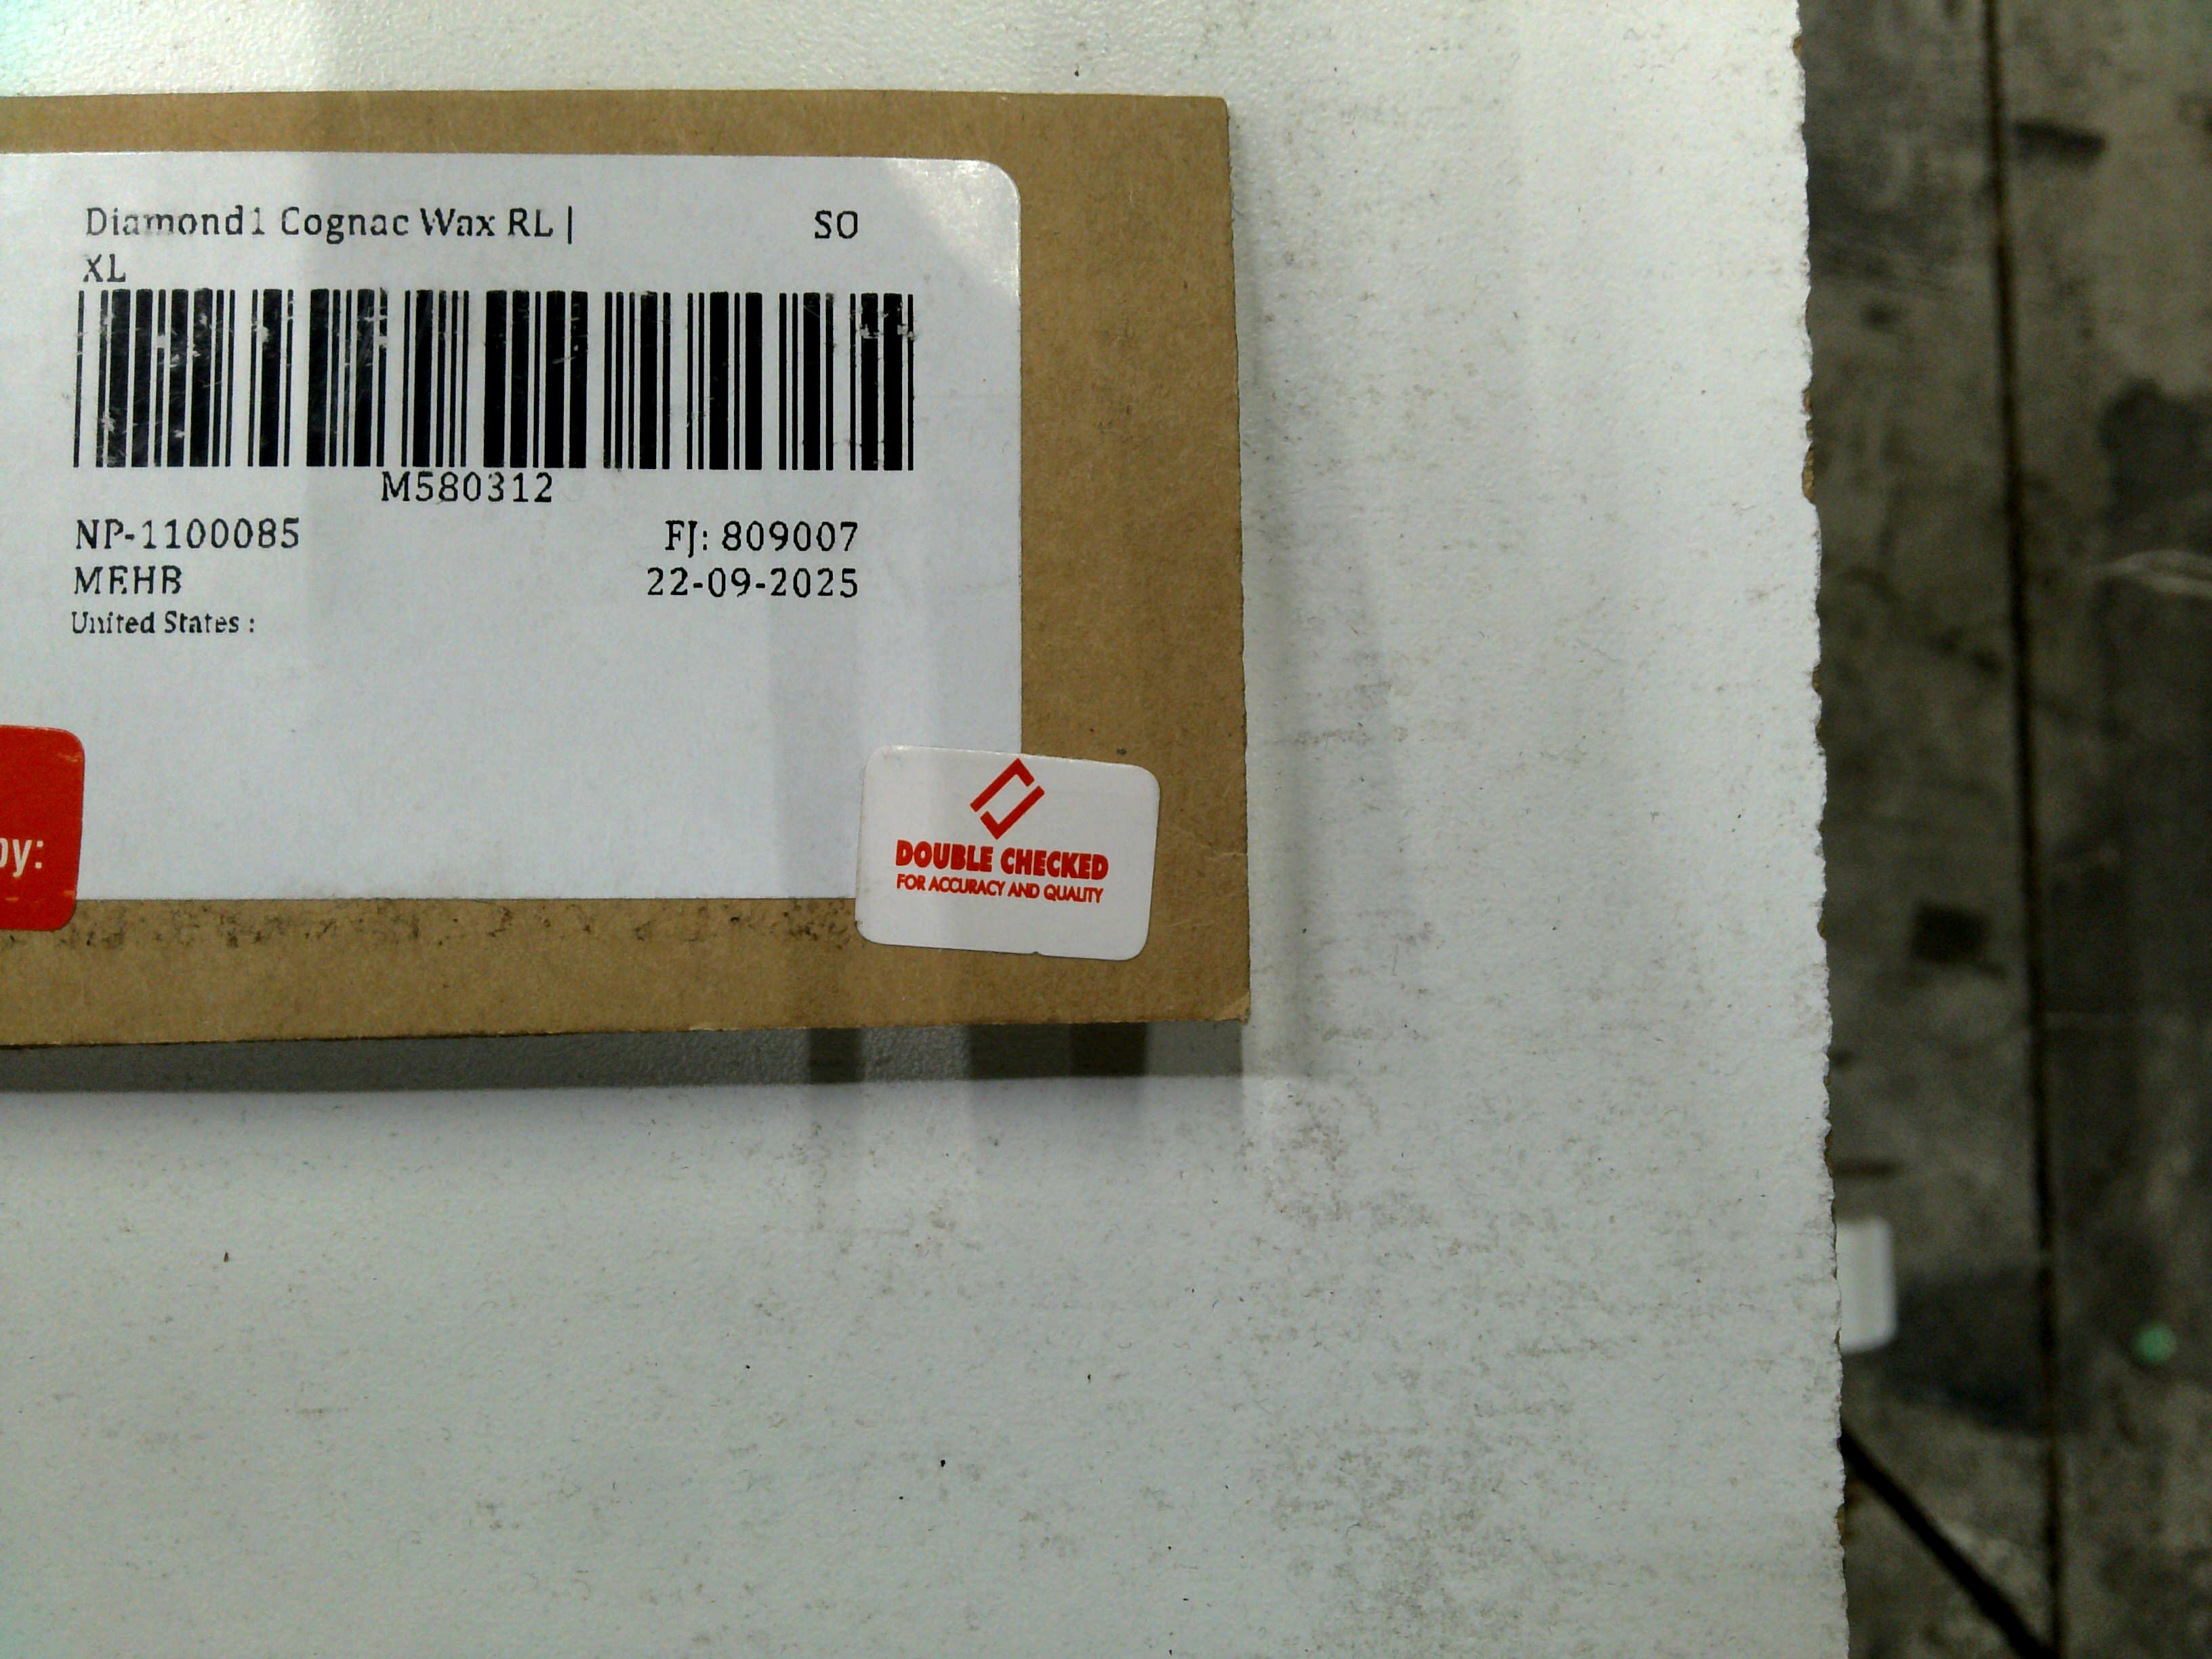 Diamond1 Cognac Wax RL | SO
XL
M580312
NP-1100085 FJ: 809007
MEHB 22-09-2025
United States :
by:
DOUBLE CHECKED
FOR ACCURACY AND QUALITY